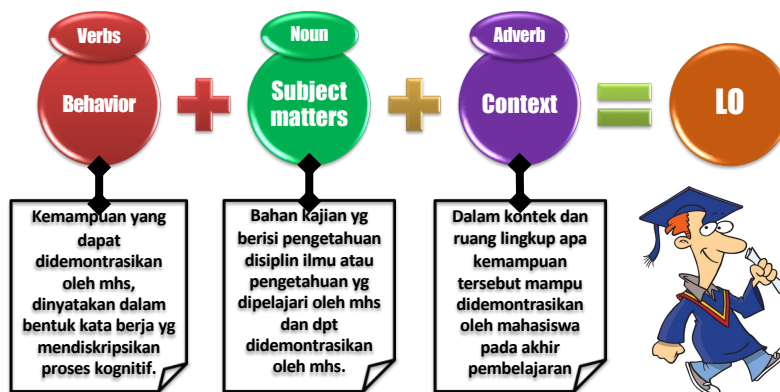 Verbs
Behavior
Noun
Subject
matters
Adverb
Context
LO
Kemampuan yang
dapat
didemontrasikan
oleh mhs,
dinyatakan dalam
bentuk kata berja yg
mendiskripsikan
proses kognitif.
Bahan kajian yg
berisi pengetahuan
disiplin ilmu atau
pengetahuan yg
dipelajari oleh mhs
dan dpt
didemontrasikan
oleh mhs.
Dalam kontek dan
ruang lingkup apa
kemampuan
tersebut mampu
didemontrasikan
oleh mahasiswa
pada akhir
pembelajaran